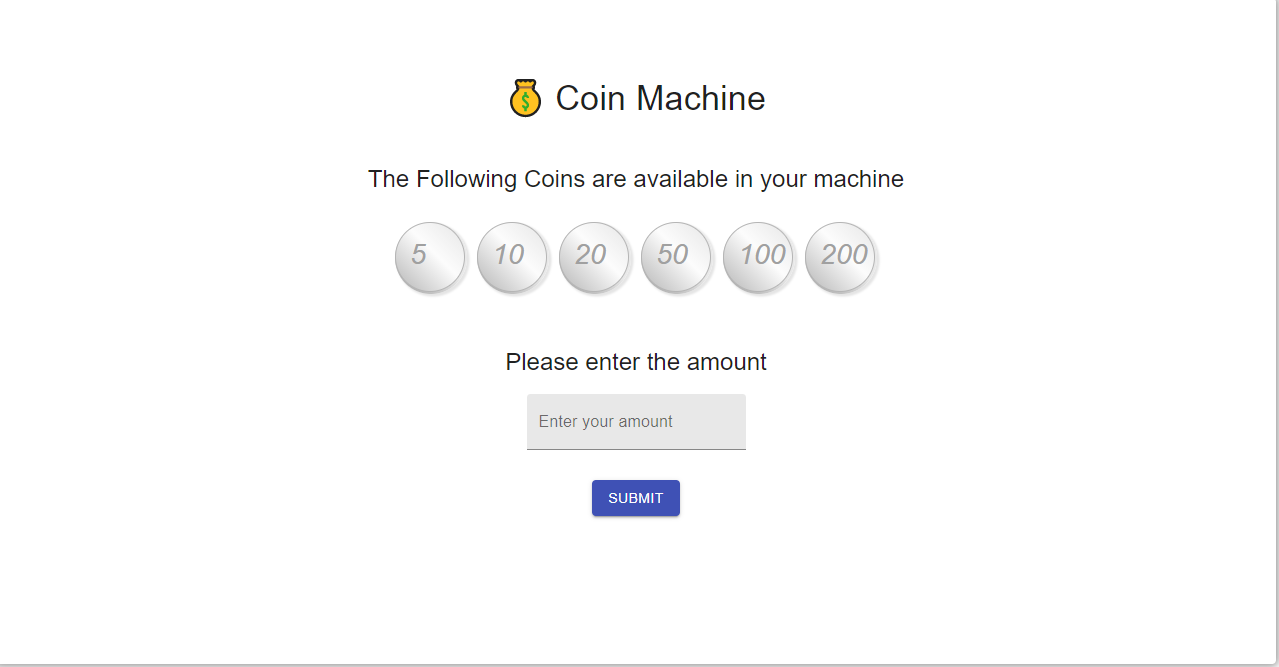 Coin Machine
The Following Coins are available in your machine
5 10 20 50 100 200
Please enter the amount
Enter your amount
SUBMIT